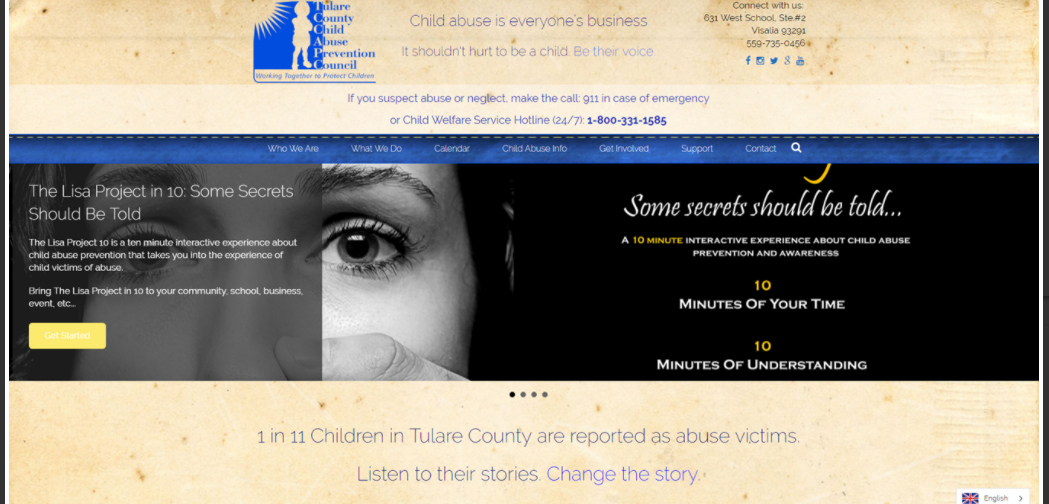 Tulare
County
Child
Abuse
Prevention
Council
Working Together to Protect Children
Child abuse is everyone's business
It shouldn't hurt to be a child. Be their voice.
Connect with us:
631 West School, Ste.#2
Visalia 93291
559-735-0456
If you suspect abuse or neglect, make the call: 911 in case of emergency
or Child Welfare Service Hotline (24/7): 1-800-331-1585
Who We Are What We Do Calendar Child Abuse Info Get Involved Support Contact
The Lisa Project in 10: Some Secrets
Should Be Told
The Lisa Project 10 is a ten minute interactive experience about
child abuse prevention that takes you into the experience of
child victims of abuse.
Bring The Lisa Project in 10 to your community, school, business,
event, etc...
Get Started
Some secrets should be told...
A 10 MINUTE INTERACTIVE EXPERIENCE ABOUT CHILD ABUSE
PREVENTION AND AWARENESS
10
MINUTES OF YOUR TIME
10
MINUTES OF UNDERSTANDING
1 in 11 Children in Tulare County are reported as abuse victims.
Listen to their stories. Change the story.
English